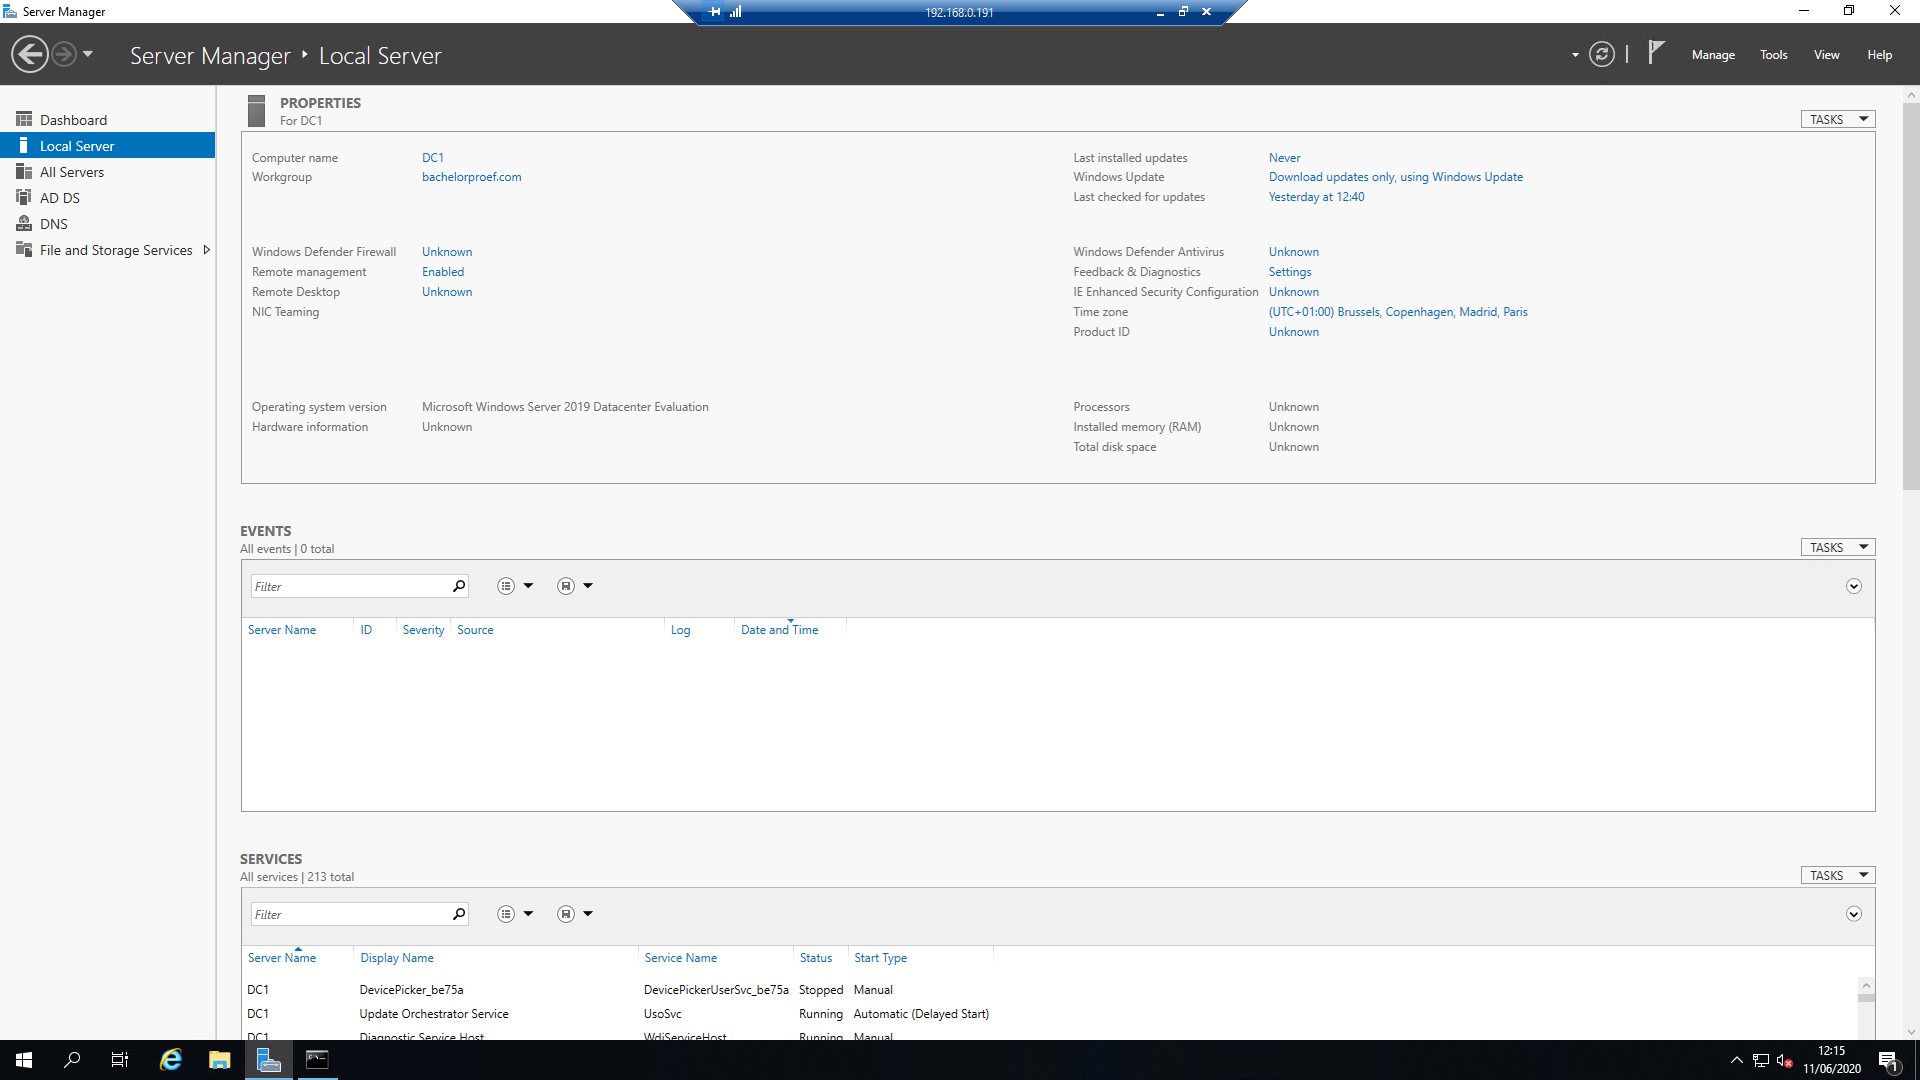 Server Manager
192.168.0.191
Server Manager ‣ Local Server
Manage Tools View Help
Dashboard
Local Server
All Servers
AD DS
DNS
File and Storage Services
PROPERTIES
For DC1
TASKS
Computer name DC1
Workgroup bachelorproef.com
Last installed updates Never
Windows Update Download updates only, using Windows Update
Last checked for updates Yesterday at 12:40
Windows Defender Firewall Unknown
Remote management Enabled
Remote Desktop Unknown
NIC Teaming
Windows Defender Antivirus Unknown
Feedback & Diagnostics Settings
IE Enhanced Security Configuration Unknown
Time zone (UTC+01:00) Brussels, Copenhagen, Madrid, Paris
Product ID Unknown
Operating system version Microsoft Windows Server 2019 Datacenter Evaluation
Hardware information Unknown
Processors Unknown
Installed memory (RAM) Unknown
Total disk space Unknown
EVENTS
All events | 0 total
TASKS
Filter
Server Name ID Severity Source Log Date and Time
SERVICES
All services | 213 total
TASKS
Filter
Server Name Display Name Service Name Status Start Type
DC1 DevicePicker_be75a DevicePickerUserSvc_be75a Stopped Manual
DC1 Update Orchestrator Service UsoSvc Running Automatic (Delayed Start)
DC1 Diagnostic Service Host WdiServiceHost Running Manual
12:15
11/06/2020
1